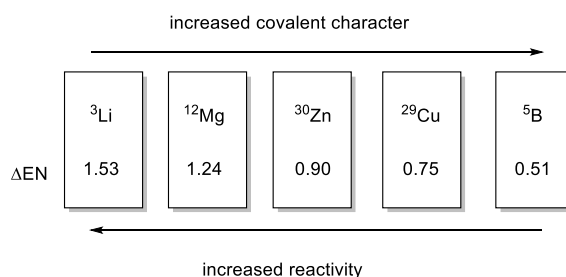 increased covalent character
³Li ¹²Mg ³⁰Zn ²⁹Cu ⁵B
ΔEN 1.53 1.24 0.90 0.75 0.51
increased reactivity